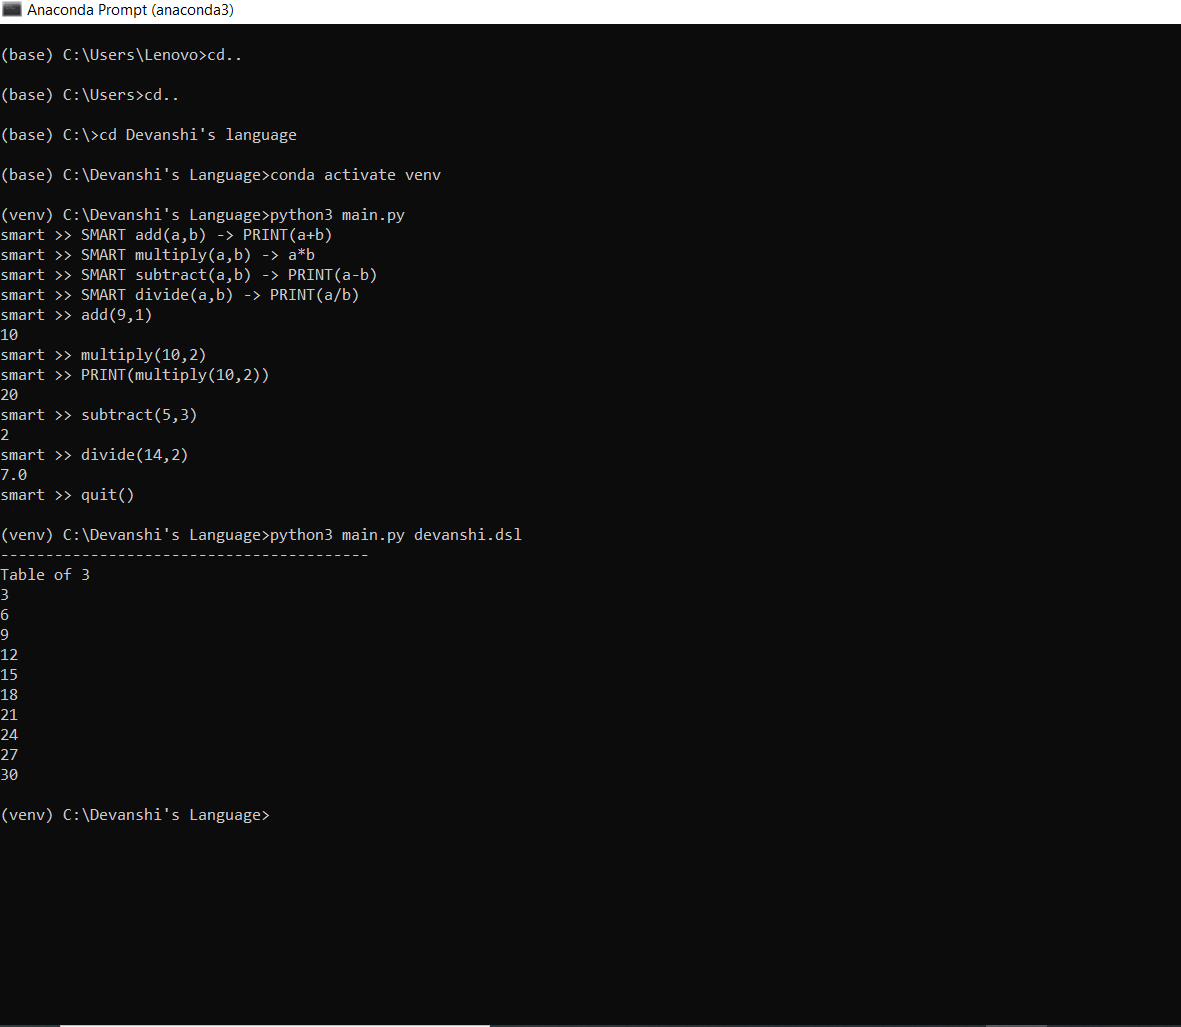 Anaconda Prompt (anaconda3)
(base) C:\Users\Lenovo>cd..
(base) C:\Users>cd..
(base) C:\>cd Devanshi's language
(base) C:\Devanshi's Language>conda activate venv
(venv) C:\Devanshi's Language>python3 main.py
smart >> SMART add(a,b) -> PRINT(a+b)
smart >> SMART multiply(a,b) -> a*b
smart >> SMART subtract(a,b) -> PRINT(a-b)
smart >> SMART divide(a,b) -> PRINT(a/b)
smart >> add(9,1)
10
smart >> multiply(10,2)
smart >> PRINT(multiply(10,2))
20
smart >> subtract(5,3)
2
smart >> divide(14,2)
7.0
smart >> quit()
(venv) C:\Devanshi's Language>python3 main.py devanshi.dsl
-----------------------------------------
Table of 3
3
6
9
12
15
18
21
24
27
30
(venv) C:\Devanshi's Language>